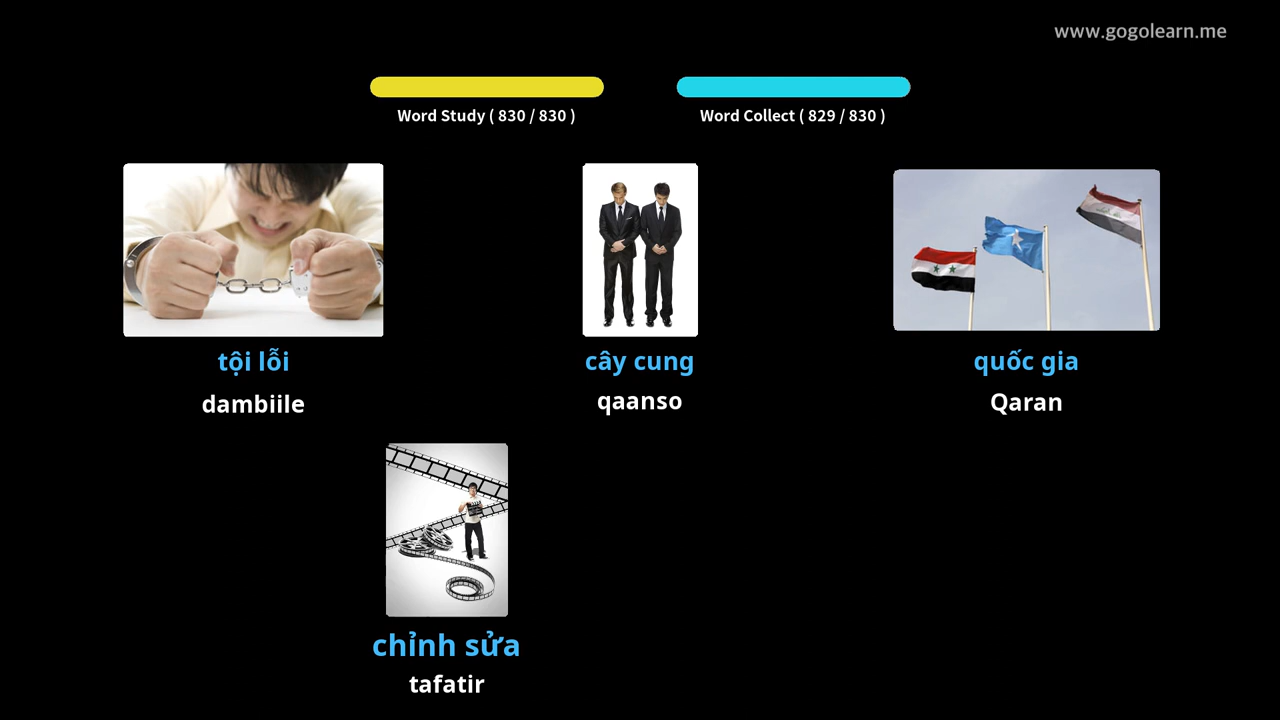 www.gogolearn.me
Word Study ( 830 / 830 )
Word Collect ( 829 / 830 )
tội lỗi
dambiile
cây cung
qaanso
quốc gia
Qaran
chỉnh sửa
tafatir